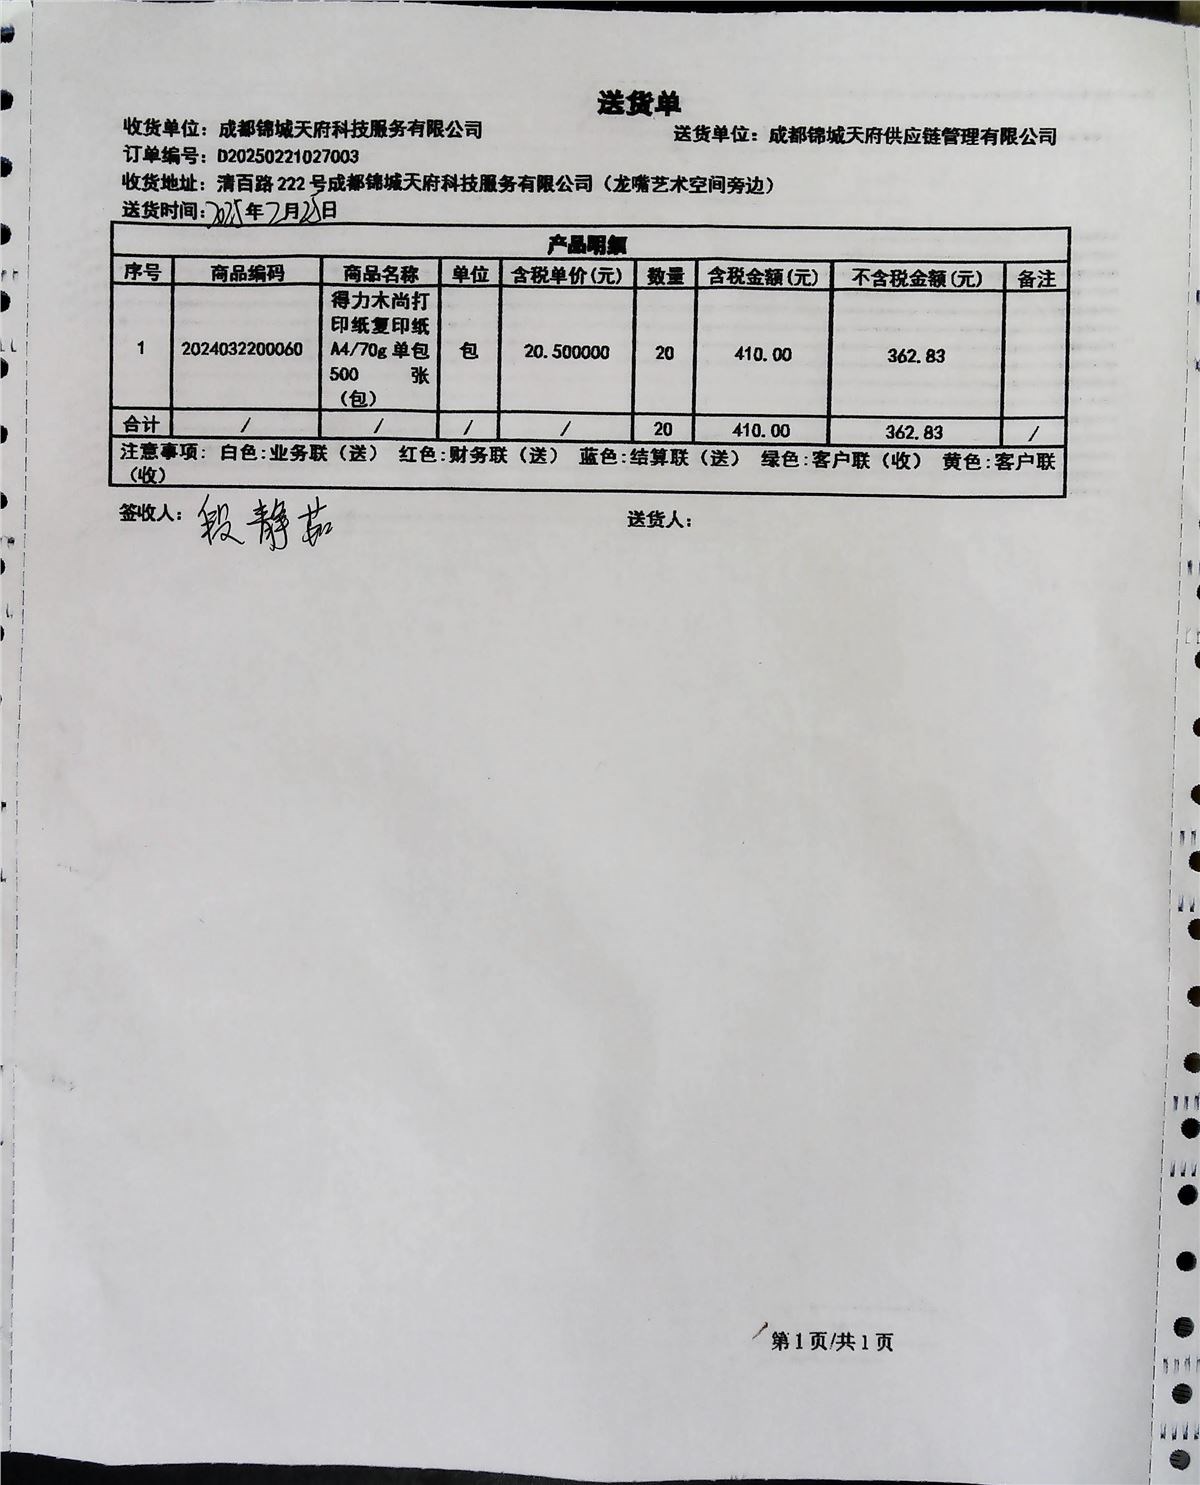 送货单
收货单位：成都锦城天府科技服务有限公司
送货单位：成都锦城天府供应链管理有限公司
订单编号：D20250221027003
收货地址：清百路 222 号成都锦城天府科技服务有限公司（龙嘴艺术空间旁边）
送货时间：2025年2月25日
产品明细
序号 商品编码 商品名称 单位 含税单价(元) 数量 含税金额(元) 不含税金额(元) 备注
1 2024032200060 得力木尚打印纸复印纸A4/70g 单包500 张（包） 包 20.500000 20 410.00 362.83
合计 / / / / 20 410.00 362.83 /
注意事项：白色:业务联（送） 红色:财务联（送） 蓝色:结算联（送） 绿色:客户联（收） 黄色:客户联
（收）
签收人：段静茹
送货人：
第 1 页/共 1 页